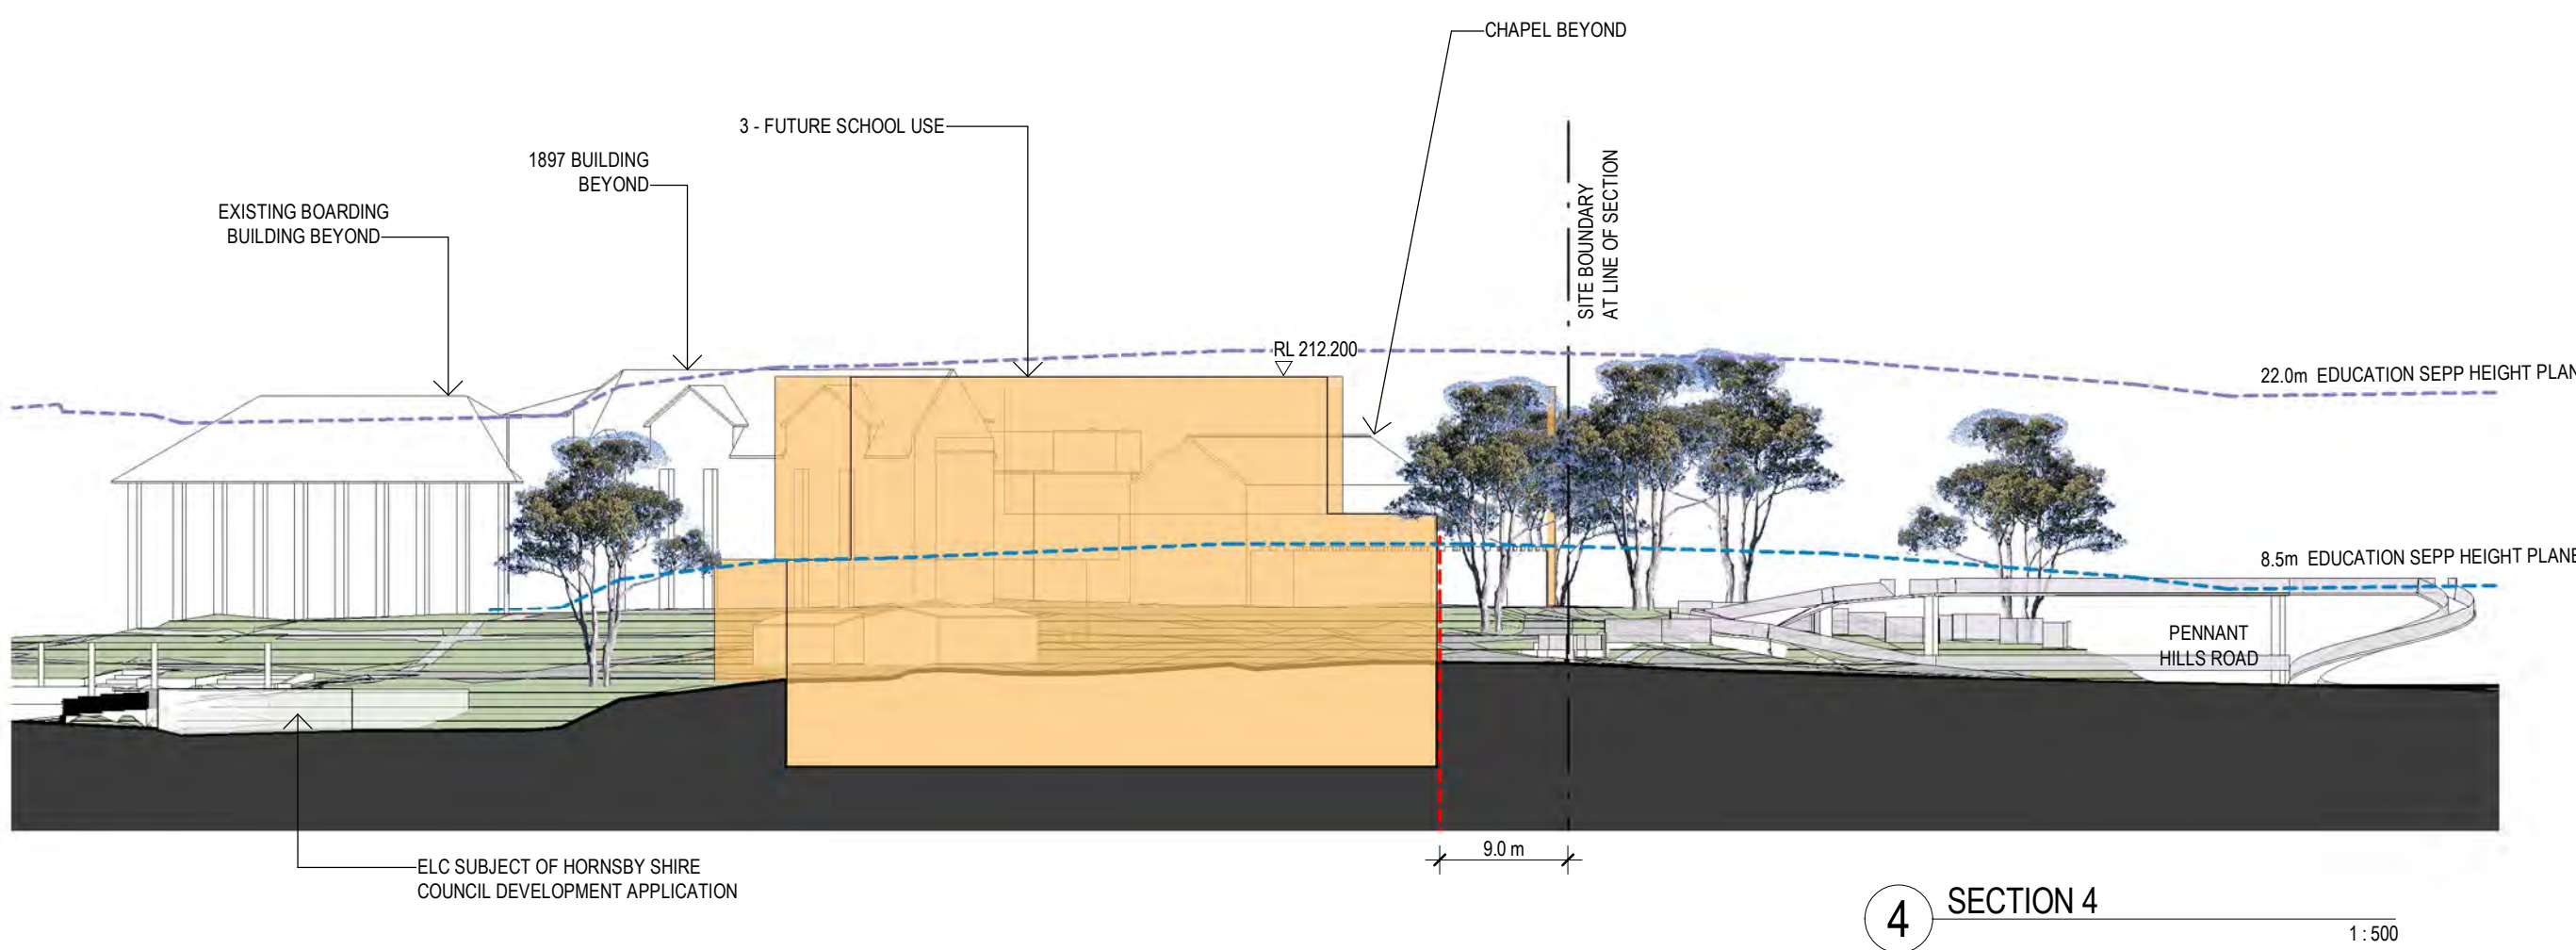 CHAPEL BEYOND
3 - FUTURE SCHOOL USE
1897 BUILDING
BEYOND
EXISTING BOARDING
BUILDING BEYOND
SITE BOUNDARY
AT LINE OF SECTION
RL 212.200
22.0m EDUCATION SEPP HEIGHT PLAN
8.5m EDUCATION SEPP HEIGHT PLANE
PENNANT
HILLS ROAD
9.0 m
ELC SUBJECT OF HORNSBY SHIRE
COUNCIL DEVELOPMENT APPLICATION
4 SECTION 4
1 : 500